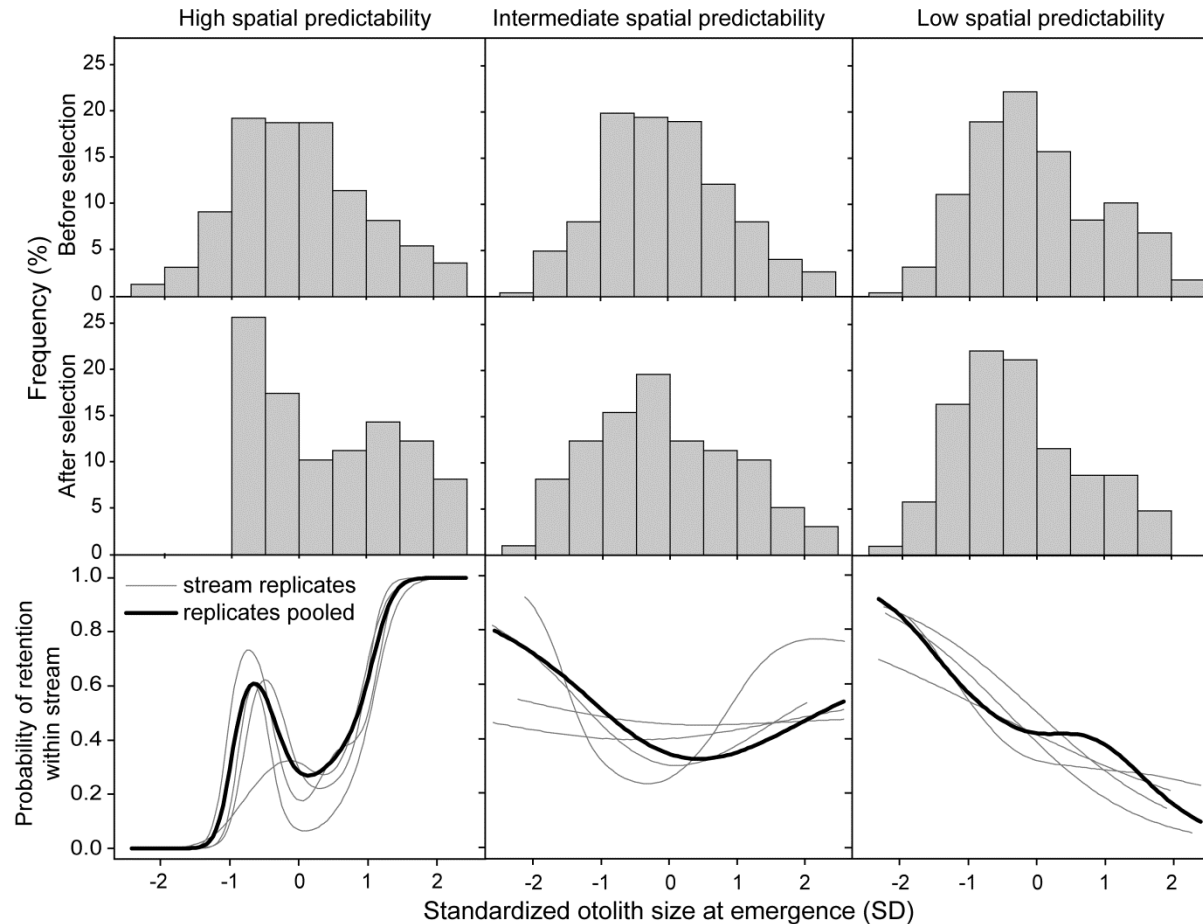 High spatial predictability
Intermediate spatial predictability
Low spatial predictability
Frequency (%)
Before selection
25
20
15
10
5
0
After selection
25
20
15
10
5
0
Probability of retention
within stream
1.0
0.8
0.6
0.4
0.2
0.0
stream replicates
replicates pooled
-2 -1 0 1 2
-2 -1 0 1 2
-2 -1 0 1 2
Standardized otolith size at emergence (SD)